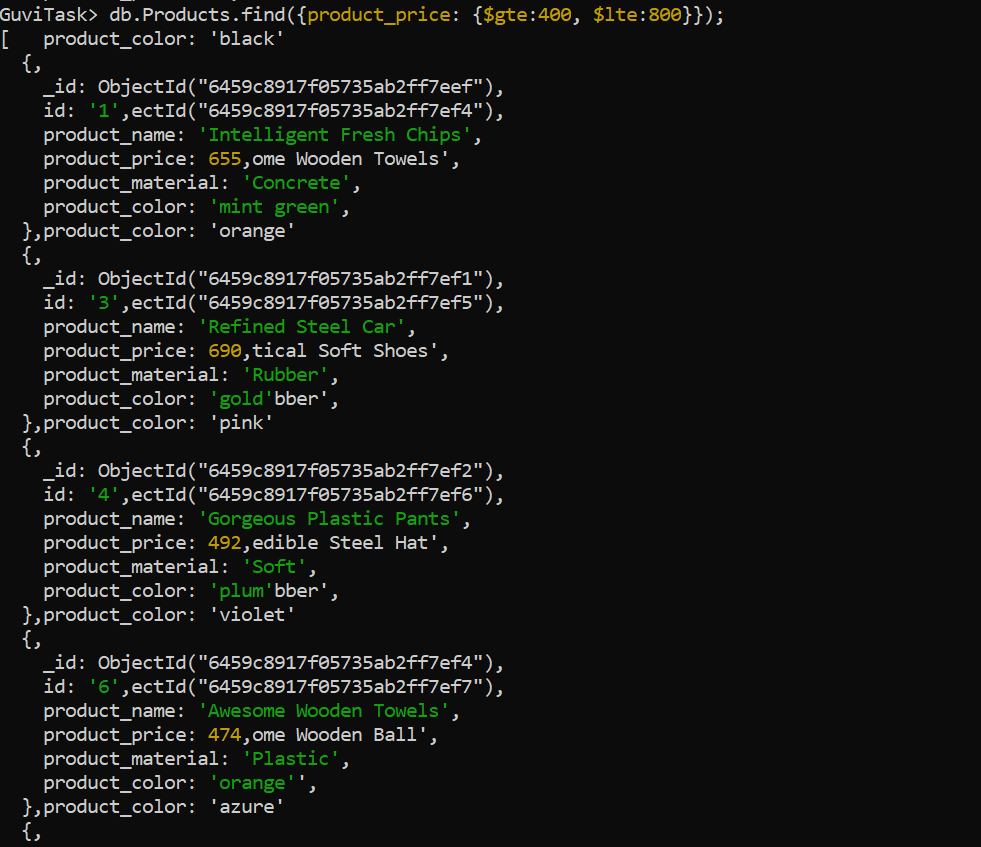 GuviTask> db.Products.find({product_price: {$gte:400, $lte:800}});
[   product_color: 'black'
  {,
    _id: ObjectId("6459c8917f05735ab2ff7eef"),
    id: '1',ectId("6459c8917f05735ab2ff7ef4"),
    product_name: 'Intelligent Fresh Chips',
    product_price: 655,ome Wooden Towels',
    product_material: 'Concrete',
    product_color: 'mint green',
  },product_color: 'orange'
  {,
    _id: ObjectId("6459c8917f05735ab2ff7ef1"),
    id: '3',ectId("6459c8917f05735ab2ff7ef5"),
    product_name: 'Refined Steel Car',
    product_price: 690,tical Soft Shoes',
    product_material: 'Rubber',
    product_color: 'gold'bber',
  },product_color: 'pink'
  {,
    _id: ObjectId("6459c8917f05735ab2ff7ef2"),
    id: '4',ectId("6459c8917f05735ab2ff7ef6"),
    product_name: 'Gorgeous Plastic Pants',
    product_price: 492,edible Steel Hat',
    product_material: 'Soft',
    product_color: 'plum'bber',
  },product_color: 'violet'
  {,
    _id: ObjectId("6459c8917f05735ab2ff7ef4"),
    id: '6',ectId("6459c8917f05735ab2ff7ef7"),
    product_name: 'Awesome Wooden Towels',
    product_price: 474,ome Wooden Ball',
    product_material: 'Plastic',
    product_color: 'orange'',
  },product_color: 'azure'
  {,